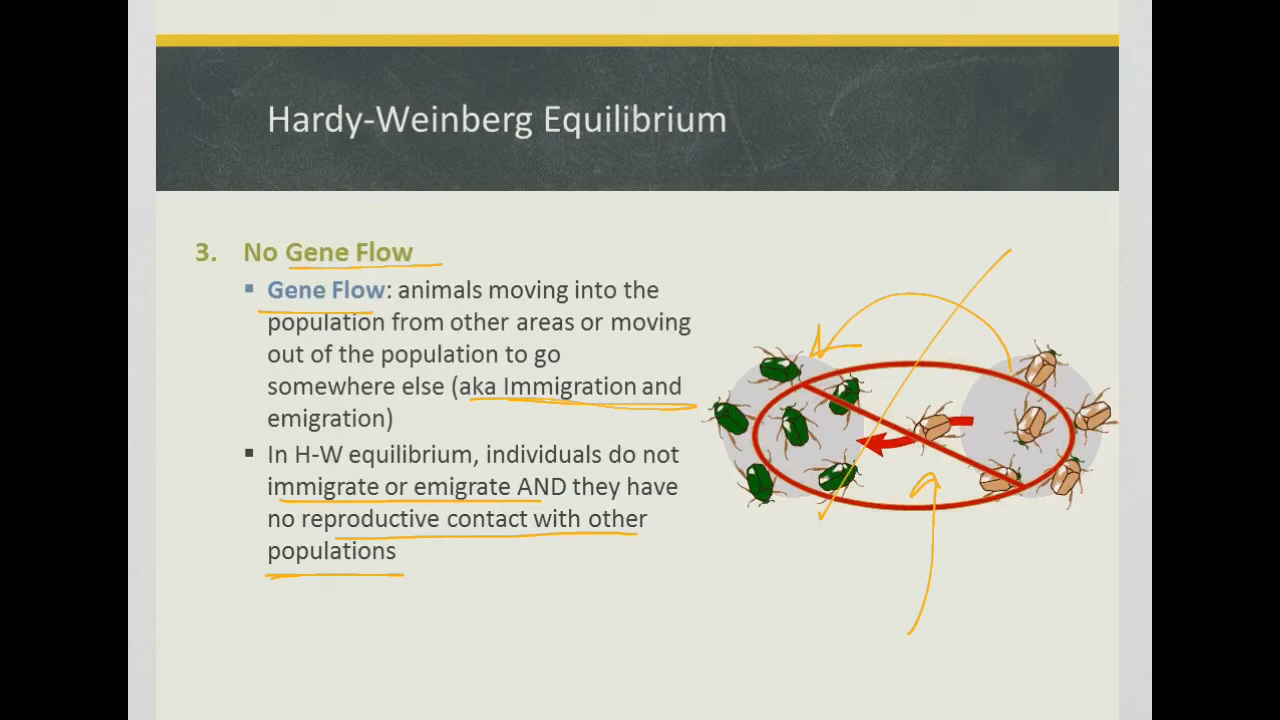 Hardy-Weinberg Equilibrium
3. No Gene Flow
▪ Gene Flow: animals moving into the
population from other areas or moving
out of the population to go
somewhere else (aka Immigration and
emigration)
▪ In H-W equilibrium, individuals do not
immigrate or emigrate AND they have
no reproductive contact with other
populations